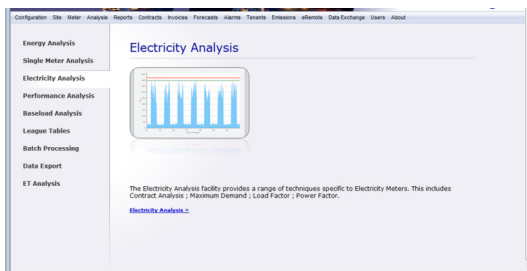 Configuration Site Meter Analysis Reports Contracts Invoices Forecasts Alarms Tenants Emissions eRemote Data Exchange Users About
Energy Analysis
Single Meter Analysis
Electricity Analysis
Performance Analysis
Baseload Analysis
League Tables
Batch Processing
Data Export
ET Analysis
Electricity Analysis
The Electricity Analysis facility provides a range of techniques specific to Electricity Meters. This includes
Contract Analysis ; Maximum Demand ; Load Factor ; Power Factor.
Electricity Analysis »